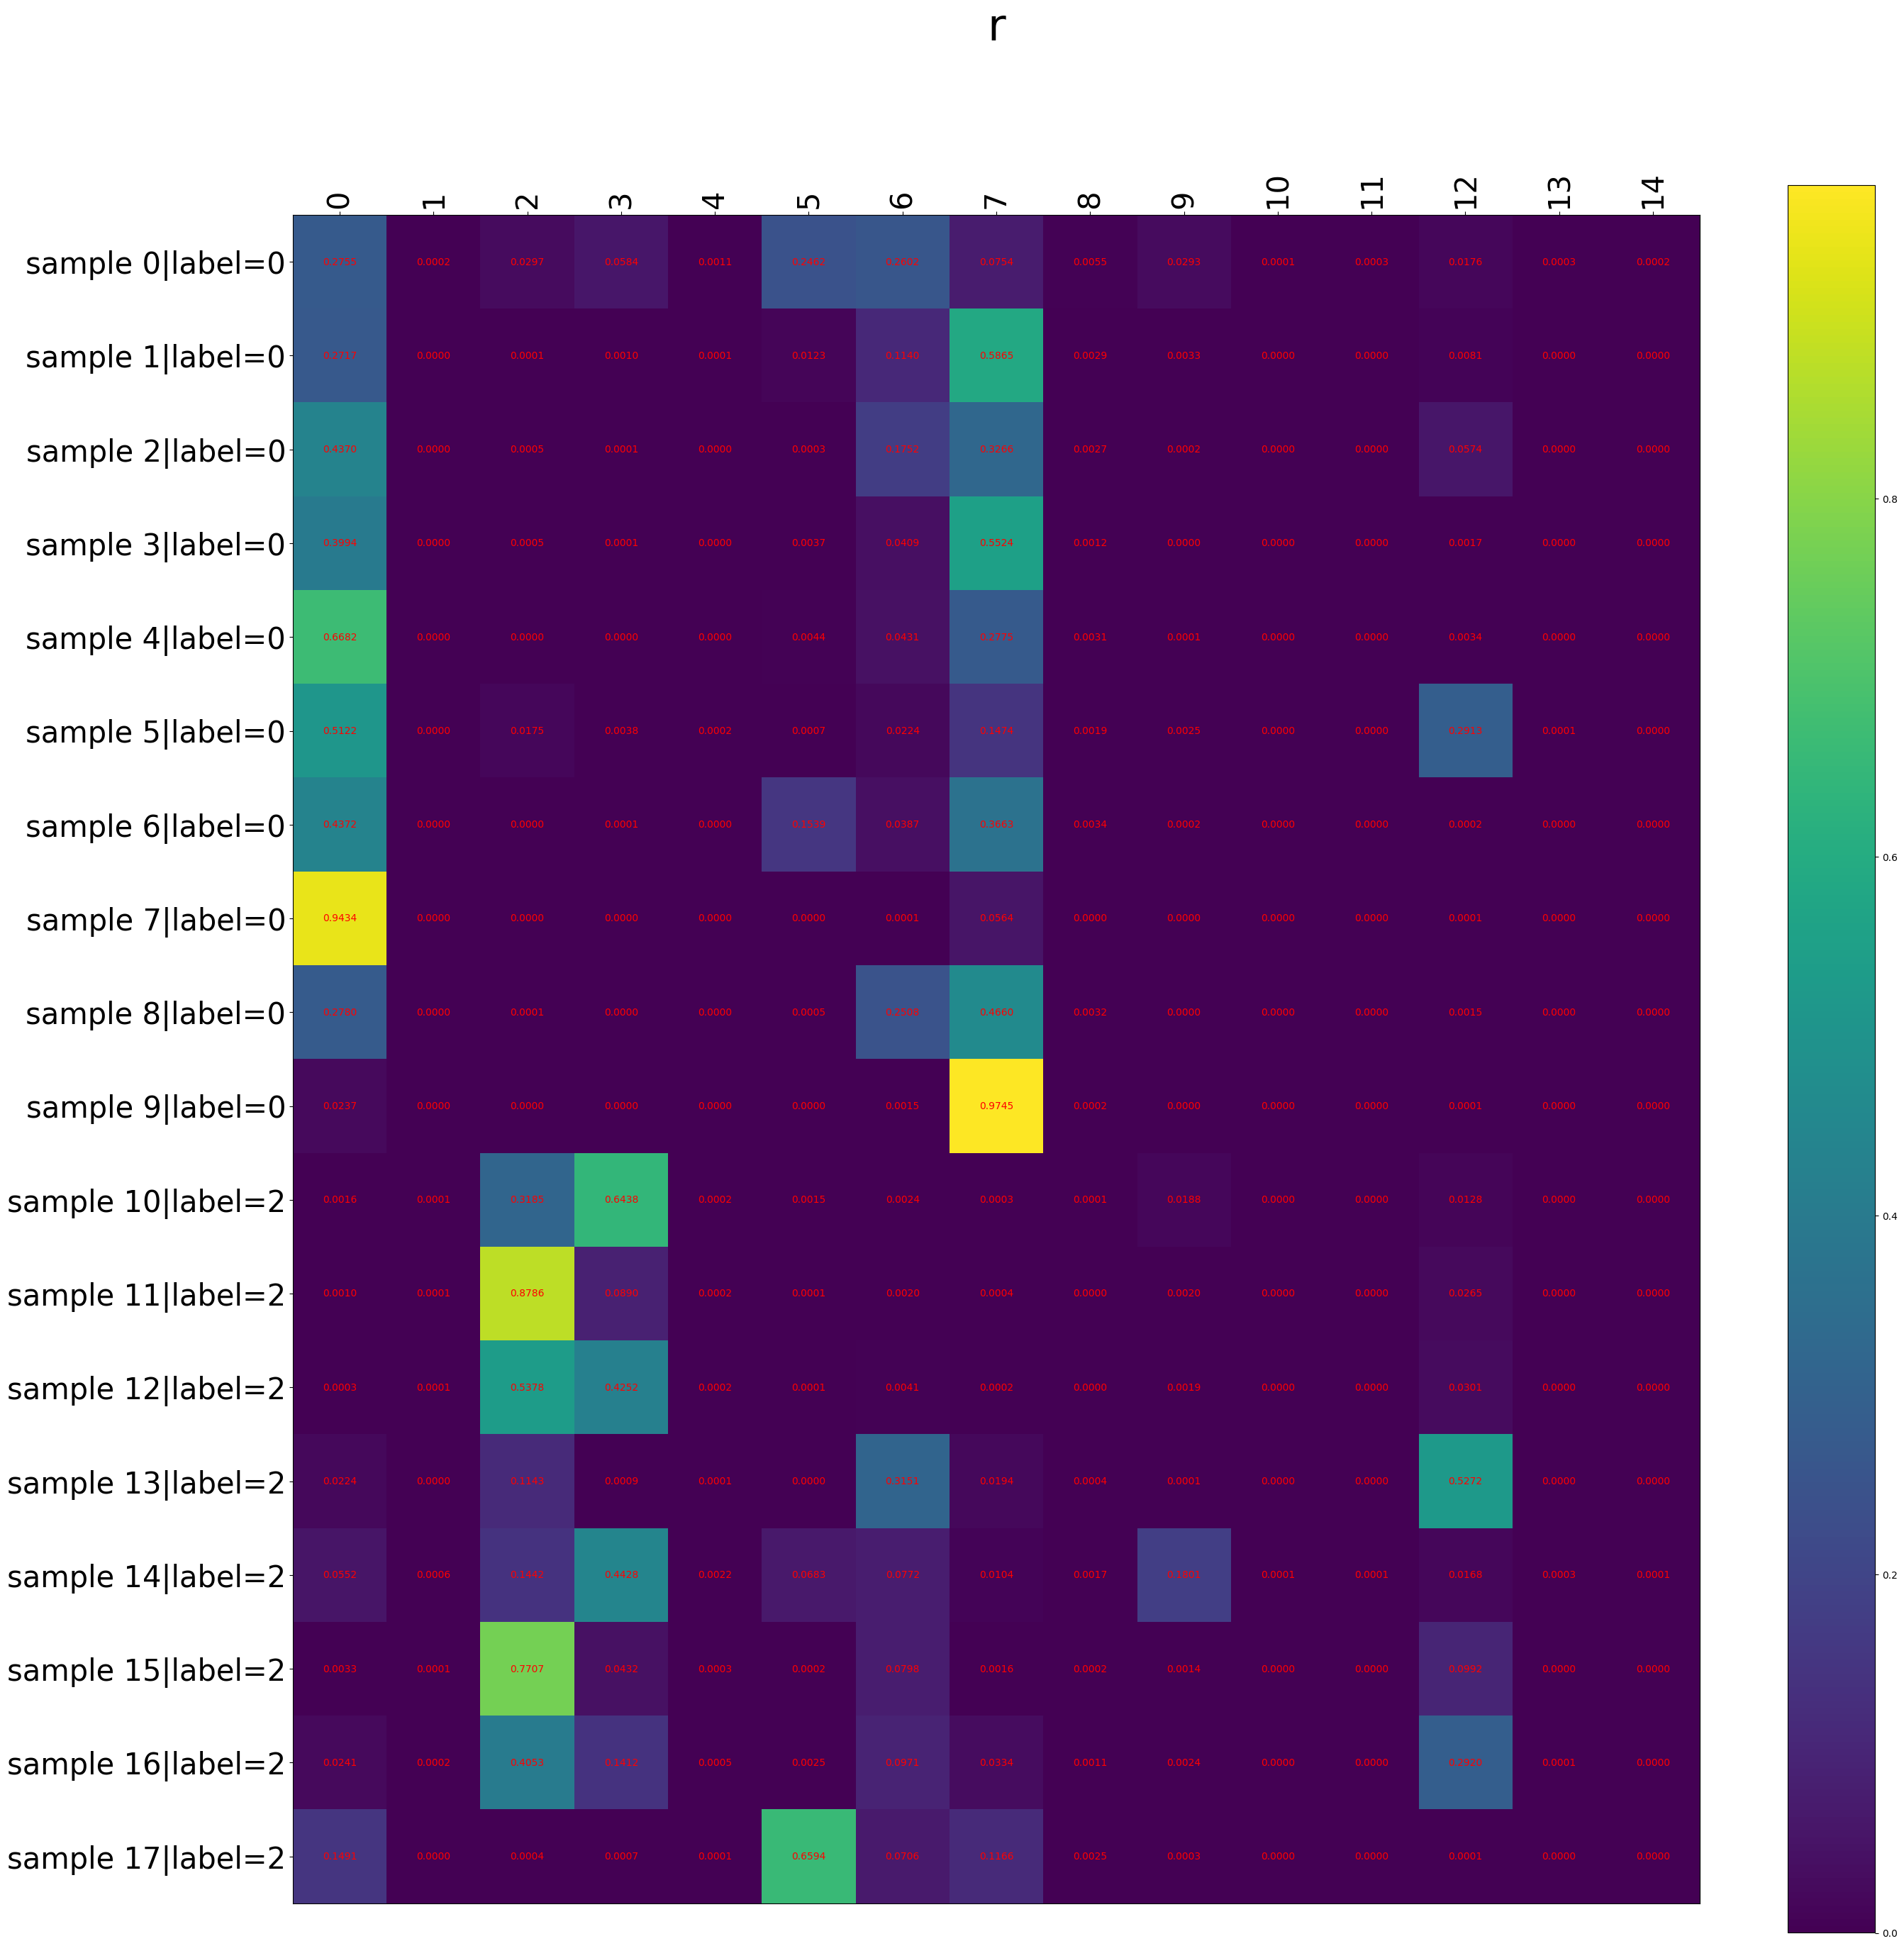 r
0 1 2 3 4 5 6 7 8 9 10 11 12 13 14
sample 0|label=0 0.0002 0.0297 0.0584 0.0011 0.0754 0.0055 0.0293 0.0001 0.0003 0.0176 0.0003 0.0002
sample 1|label=0 0.0000 0.0001 0.0010 0.0001 0.0123 0.1140 0.5865 0.0029 0.0033 0.0000 0.0000 0.0081 0.0000 0.0000
sample 2|label=0 0.4370 0.0000 0.0005 0.0001 0.0000 0.0003 0.3266 0.0027 0.0002 0.0000 0.0000 0.0574 0.0000 0.0000
sample 3|label=0 0.3994 0.0000 0.0005 0.0001 0.0000 0.0037 0.0409 0.5524 0.0012 0.0000 0.0000 0.0000 0.0017 0.0000 0.0000
sample 4|label=0 0.6682 0.0000 0.0000 0.0000 0.0000 0.0044 0.0431 0.0031 0.0001 0.0000 0.0000 0.0034 0.0000 0.0000
sample 5|label=0 0.5122 0.0000 0.0175 0.0038 0.0002 0.0007 0.0224 0.0019 0.0025 0.0000 0.0000 0.0001 0.0000
sample 6|label=0 0.4372 0.0000 0.0000 0.0001 0.0000 0.0387 0.3663 0.0034 0.0002 0.0000 0.0000 0.0002 0.0000 0.0000
sample 7|label=0 0.9434 0.0000 0.0000 0.0000 0.0000 0.0000 0.0001 0.0564 0.0000 0.0000 0.0000 0.0000 0.0001 0.0000 0.0000
sample 8|label=0 0.0000 0.0001 0.0000 0.0000 0.0005 0.4660 0.0032 0.0000 0.0000 0.0000 0.0015 0.0000 0.0000
sample 9|label=0 0.0237 0.0000 0.0000 0.0000 0.0000 0.0000 0.0015 0.9745 0.0002 0.0000 0.0000 0.0000 0.0001 0.0000 0.0000
sample 10|label=2 0.0016 0.0001 0.6438 0.0002 0.0015 0.0024 0.0003 0.0001 0.0188 0.0000 0.0000 0.0128 0.0000 0.0000
sample 11|label=2 0.0010 0.0001 0.8786 0.0890 0.0002 0.0001 0.0020 0.0004 0.0000 0.0020 0.0000 0.0000 0.0265 0.0000 0.0000
sample 12|label=2 0.0003 0.0001 0.5378 0.4252 0.0002 0.0001 0.0041 0.0002 0.0000 0.0019 0.0000 0.0000 0.0301 0.0000 0.0000
sample 13|label=2 0.0224 0.0000 0.1143 0.0009 0.0001 0.0000 0.0194 0.0004 0.0001 0.0000 0.0000 0.5272 0.0000 0.0000
sample 14|label=2 0.0552 0.0006 0.1442 0.4428 0.0022 0.0683 0.0772 0.0104 0.0017 0.0001 0.0001 0.0168 0.0003 0.0001
sample 15|label=2 0.0033 0.0001 0.7707 0.0432 0.0003 0.0002 0.0798 0.0016 0.0002 0.0014 0.0000 0.0000 0.0992 0.0000 0.0000
sample 16|label=2 0.0241 0.0002 0.4053 0.0005 0.0025 0.0971 0.0334 0.0011 0.0024 0.0000 0.0000 0.0001 0.0000
sample 17|label=2 0.0000 0.0004 0.0007 0.0001 0.6594 0.0706 0.1166 0.0025 0.0003 0.0000 0.0000 0.0001 0.0000 0.0000
0.8
0.6
0.4
0.2
0.0